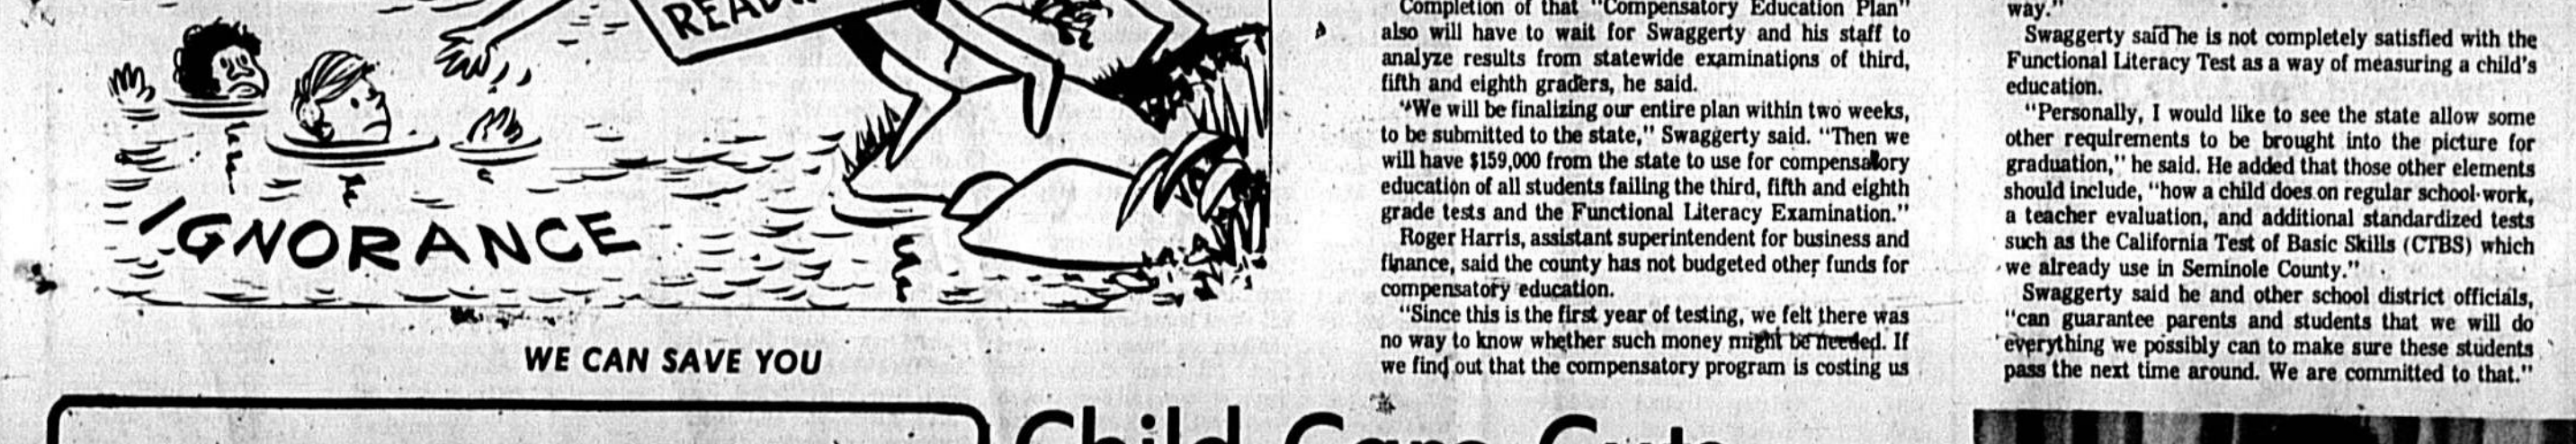 READ
IGNORANCE
WE CAN SAVE YOU
Completion of that "Compensatory Education Plan"
also will have to wait for Swaggerty and his staff to
analyze results from statewide examinations of third,
fifth and eighth graders, he said.
"We will be finalizing our entire plan within two weeks,
to be submitted to the state," Swaggerty said. "Then we
will have $159,000 from the state to use for compensatory
education of all students failing the third, fifth and eighth
grade tests and the Functional Literacy Examination."
Roger Harris, assistant superintendent for business and
finance, said the county has not budgeted other funds for
compensatory education.
"Since this is the first year of testing, we felt there was
no way to know whether such money might be needed. If
we find out that the compensatory program is costing us
way."
Swaggerty said he is not completely satisfied with the
Functional Literacy Test as a way of measuring a child's
education.
"Personally, I would like to see the state allow some
other requirements to be brought into the picture for
graduation," he said. He added that those other elements
should include, "how a child does on regular school-work,
a teacher evaluation, and additional standardized tests
such as the California Test of Basic Skills (CTBS) which
we already use in Seminole County."
Swaggerty said he and other school district officials,
"can guarantee parents and students that we will do
everything we possibly can to make sure these students
pass the next time around. We are committed to that."
Child Care Cuts